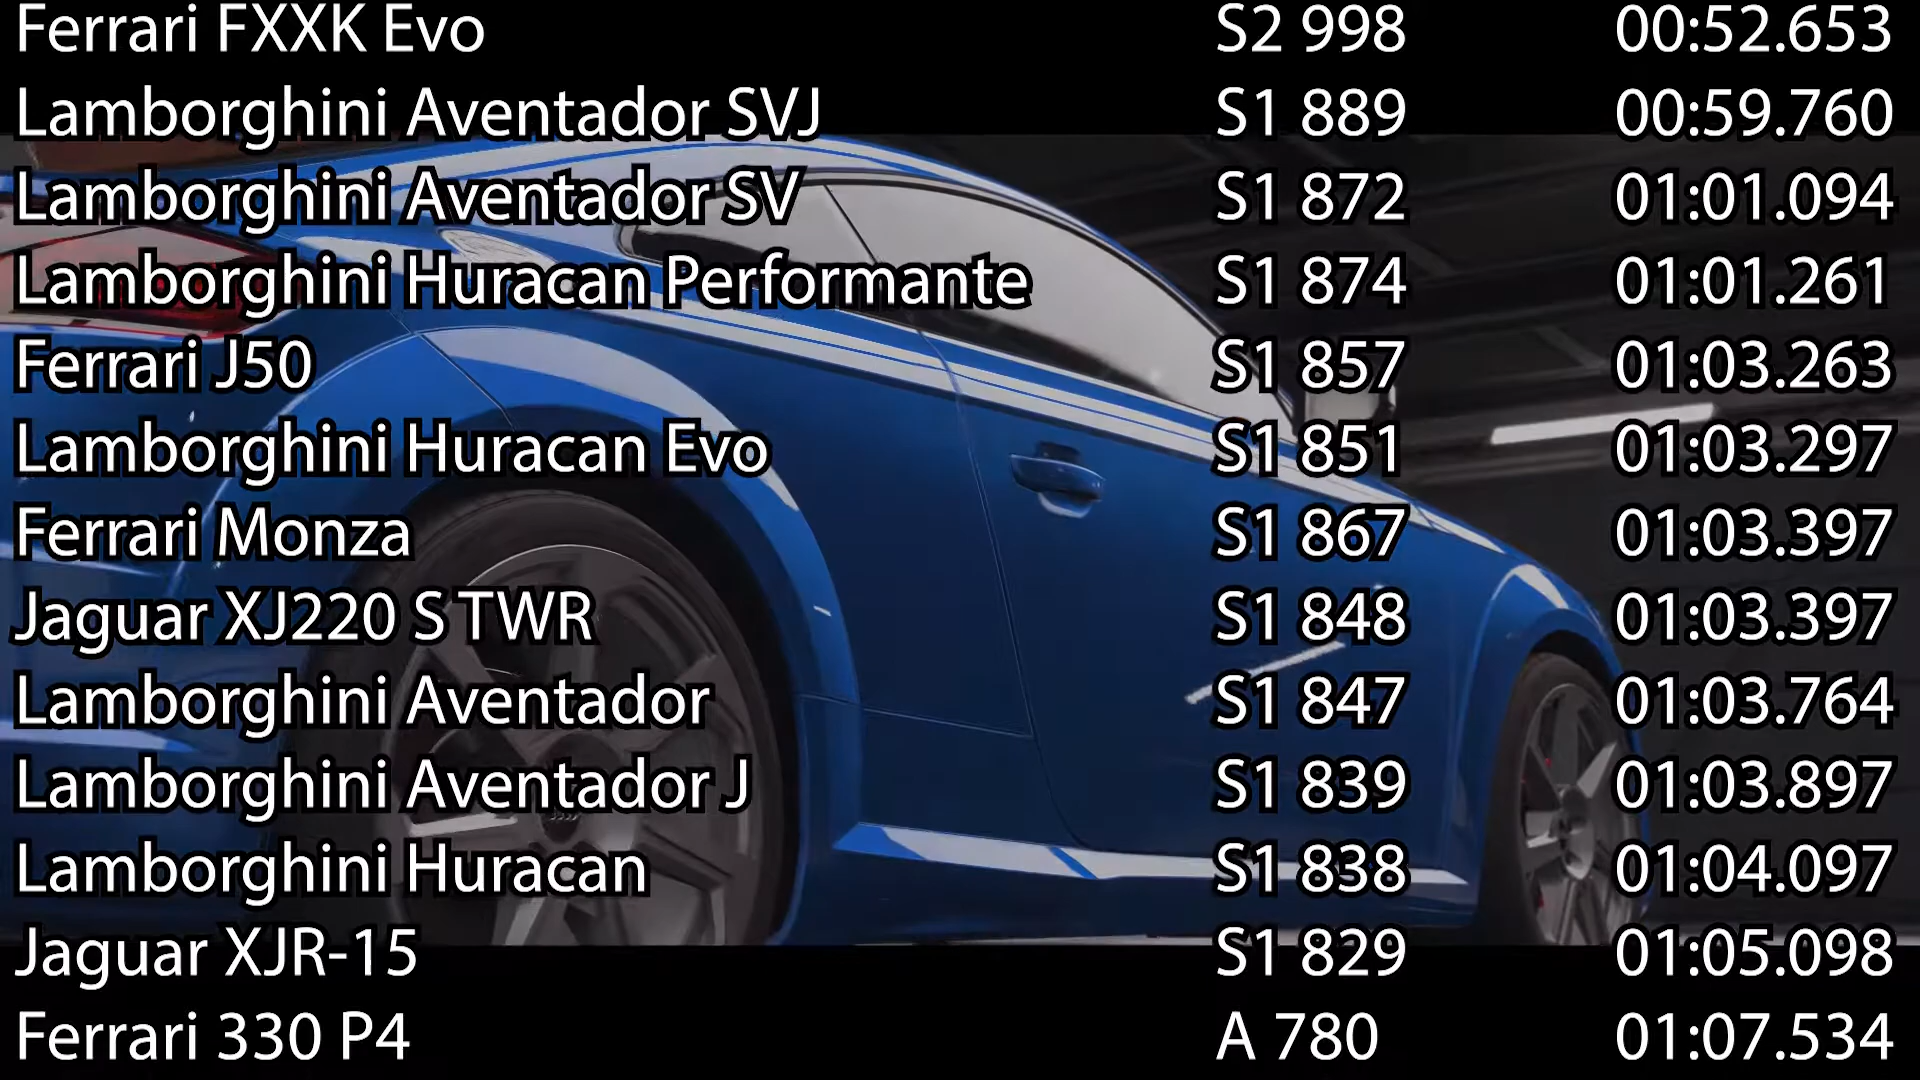 Ferrari FXXK Evo S2 998 00:52.653
Lamborghini Aventador SVJ S1 889 00:59.760
Lamborghini Aventador SV S1 872 01:01.094
Lamborghini Huracan Performante S1 874 01:01.261
Ferrari J50 S1 857 01:03.263
Lamborghini Huracan Evo S1 851 01:03.297
Ferrari Monza S1 867 01:03.397
Jaguar XJ220 S TWR S1 848 01:03.397
Lamborghini Aventador S1 847 01:03.764
Lamborghini Aventador J S1 839 01:03.897
Lamborghini Huracan S1 838 01:04.097
Jaguar XJR-15 S1 829 01:05.098
Ferrari 330 P4 A 780 01:07.534